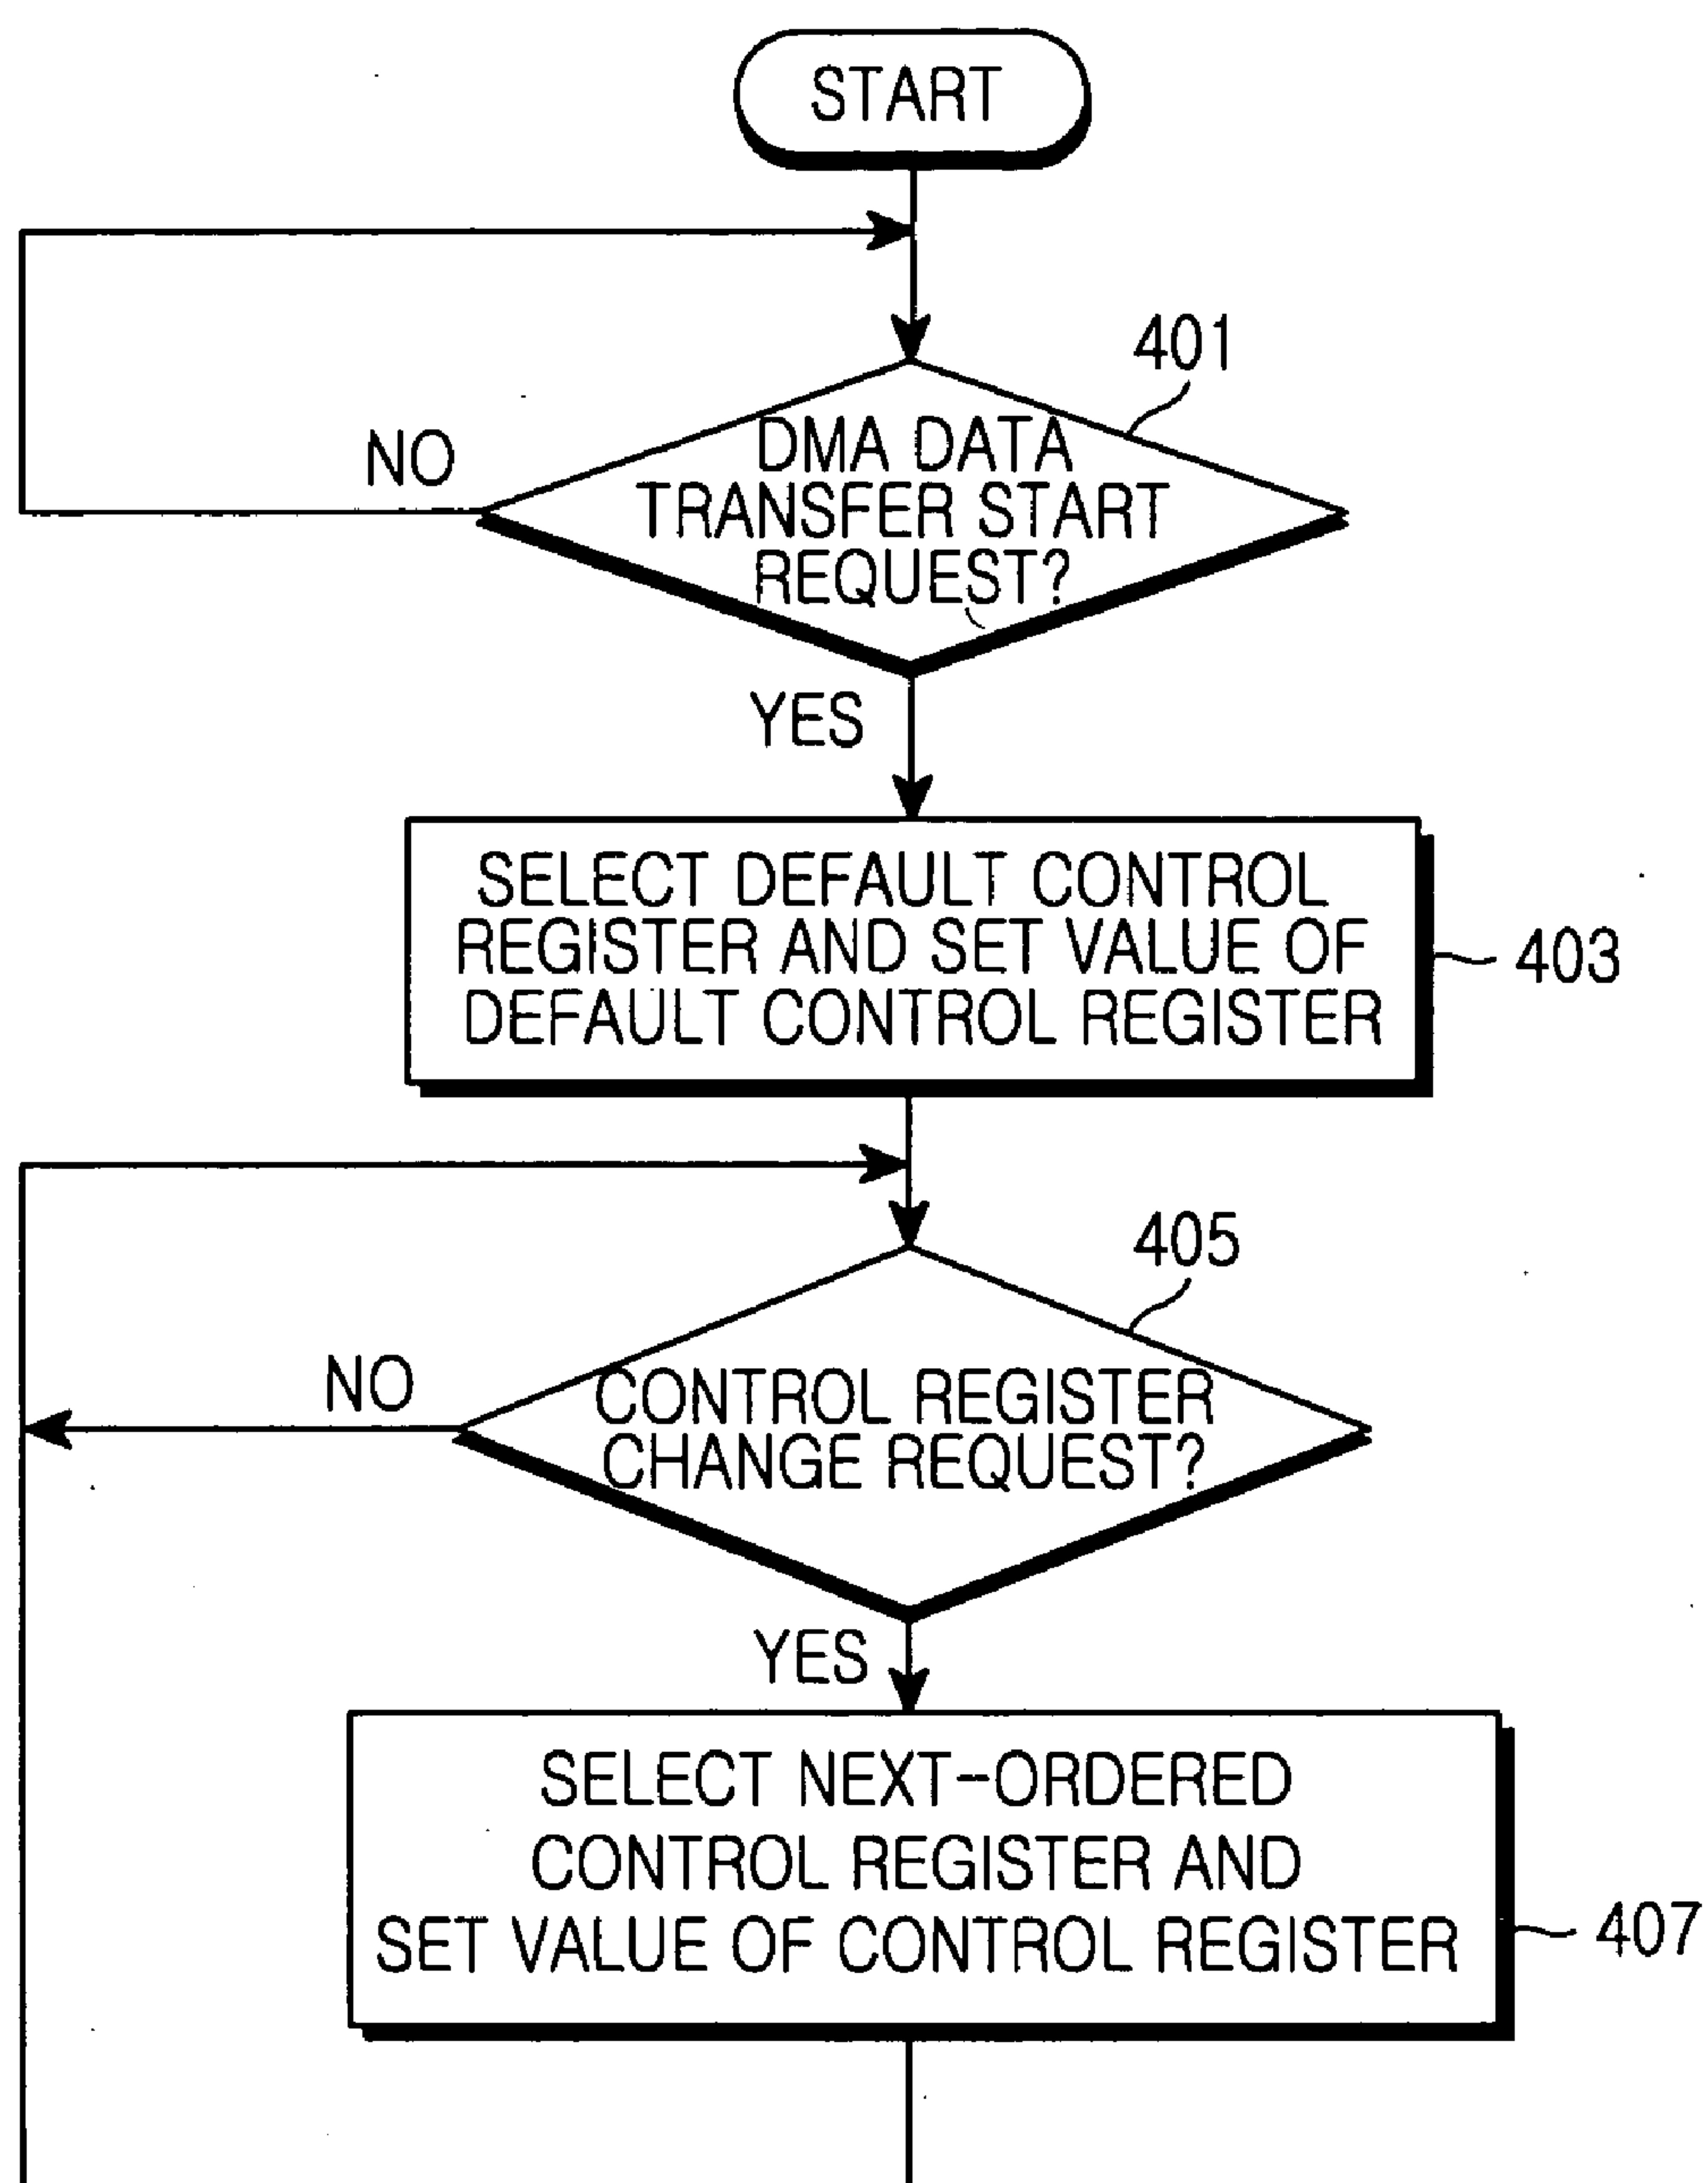 START
401
DMA DATA
TRANSFER START
REQUEST?
NO
YES
SELECT DEFAULT CONTROL
REGISTER AND SET VALUE OF
DEFAULT CONTROL REGISTER
403
405
CONTROL REGISTER
CHANGE REQUEST?
NO
YES
SELECT NEXT-ORDERED
CONTROL REGISTER AND
SET VALUE OF CONTROL REGISTER
407